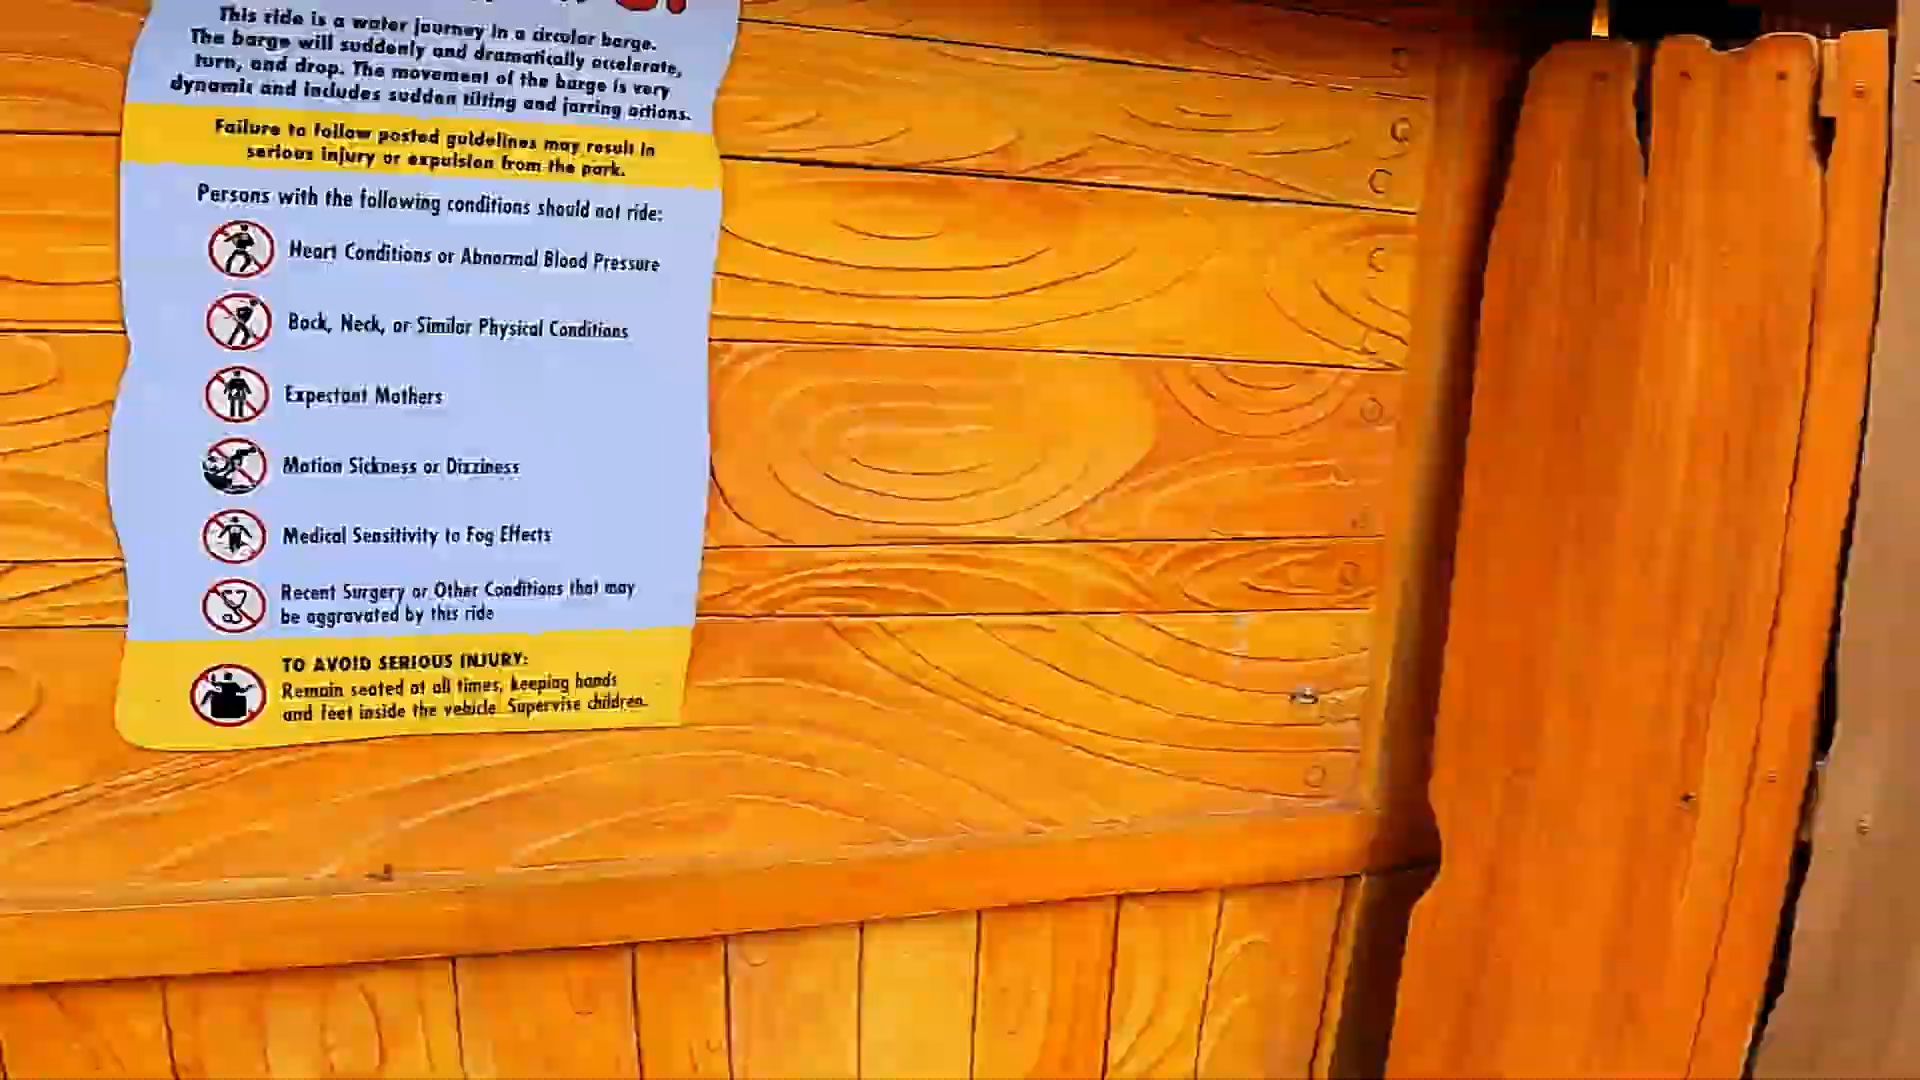 This ride is a water journey in a circular barge.
The barge will suddenly and dramatically accelerate,
turn, and drop. The movement of the barge is very
dynamic and includes sudden tilting and jarring actions.
Failure to follow posted guidelines may result in
serious injury or expulsion from the park.
Persons with the following conditions should not ride:
Heart Conditions or Abnormal Blood Pressure
Back, Neck, or Similar Physical Conditions
Expectant Mothers
Motion Sickness or Dizziness
Medical Sensitivity to Fog Effects
Recent Surgery or Other Conditions that may
be aggravated by this ride
TO AVOID SERIOUS INJURY:
Remain seated at all times, keeping hands
and feet inside the vehicle. Supervise children.